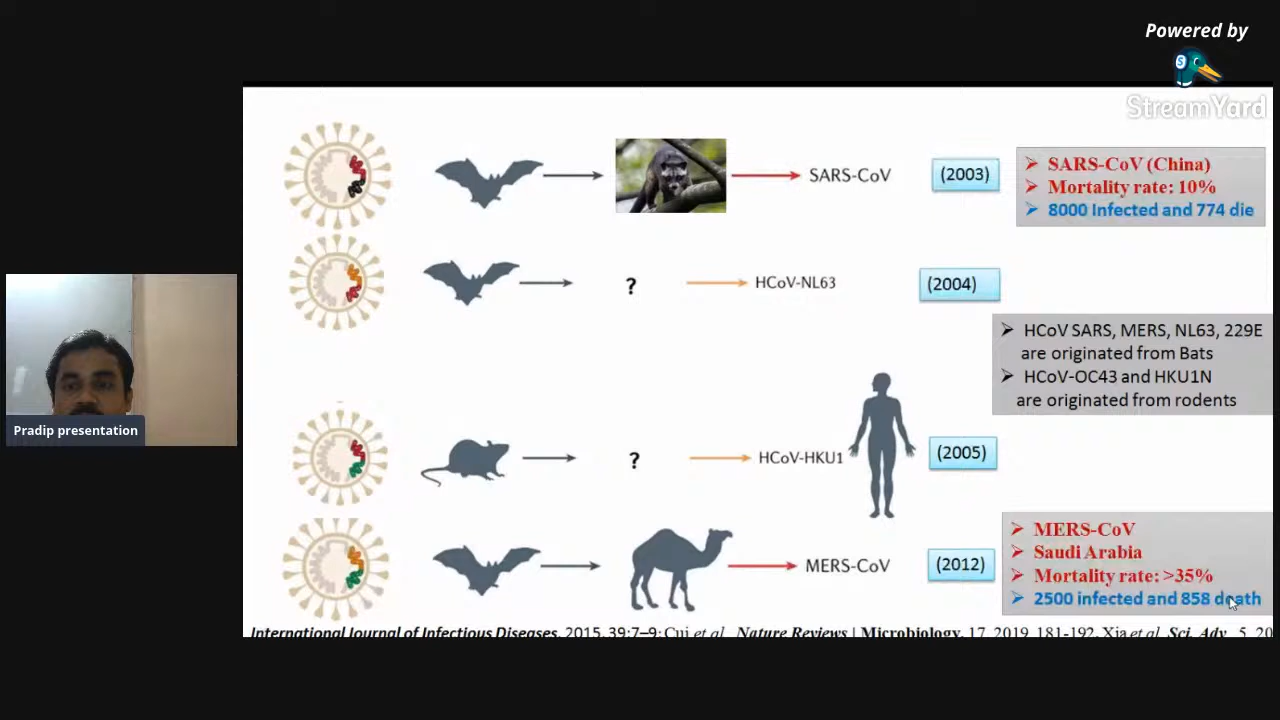 Powered by
StreamYard
SARS-CoV
(2003)
➢ SARS-CoV (China)
➢ Mortality rate: 10%
➢ 8000 Infected and 774 die
?
HCoV-NL63
(2004)
➢ HCoV SARS, MERS, NL63, 229E
are originated from Bats
➢ HCoV-OC43 and HKU1N
are originated from rodents
Pradip presentation
?
HCoV-HKU1
(2005)
MERS-CoV
(2012)
➢ MERS-CoV
➢ Saudi Arabia
➢ Mortality rate: >35%
➢ 2500 infected and 858 death
International Journal of Infectious Diseases. 2015. 39:7–9; Cui et al. Nature Reviews | Microbiology. 17. 2019. 181-192. Xia et al. Sci. Adv. 5. 20